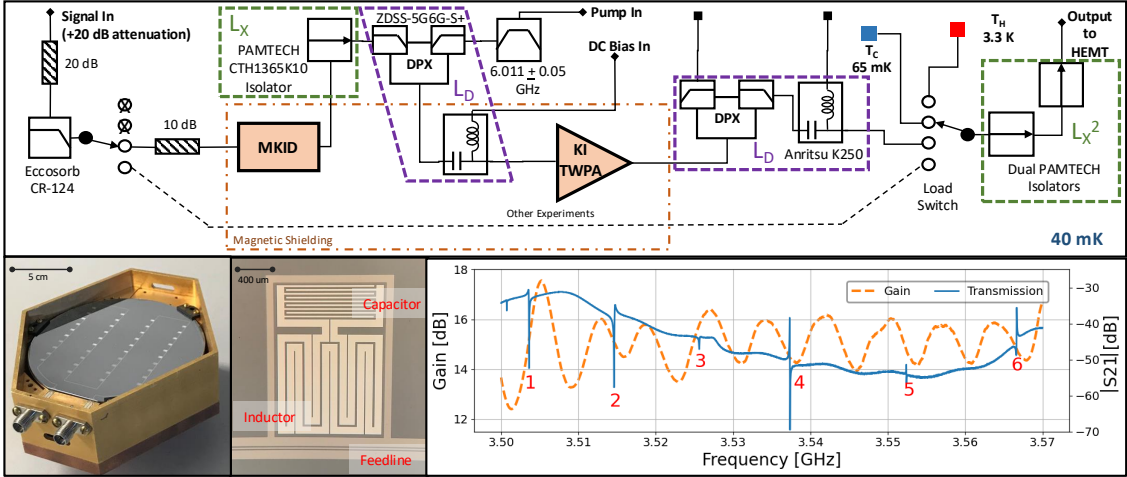 Signal In
(+20 dB attenuation)
20 dB
Eccosorb
CR-124
10 dB
MKID
L_X
PAMTECH
CTH1365K10
Isolator
ZDSS-5G6G-S+
DPX
L_D
6.011 ± 0.05
GHz
Pump In
DC Bias In
KI
TWPA
DPX
L_D
Anritsu K250
T_C
65 mK
T_H
3.3 K
Output
to
HEMT
L_X^2
Dual PAMTECH
Isolators
Load
Switch
Other Experiments
Magnetic Shielding
40 mK
5 cm
400 um
Capacitor
Inductor
Feedline
18
16
14
12
Gain [dB]
Gain
Transmission
1
2
3
4
5
6
−30
−40
−50
−60
−70
|S21| [dB]
3.50
3.51
3.52
3.53
3.54
3.55
3.56
3.57
Frequency [GHz]